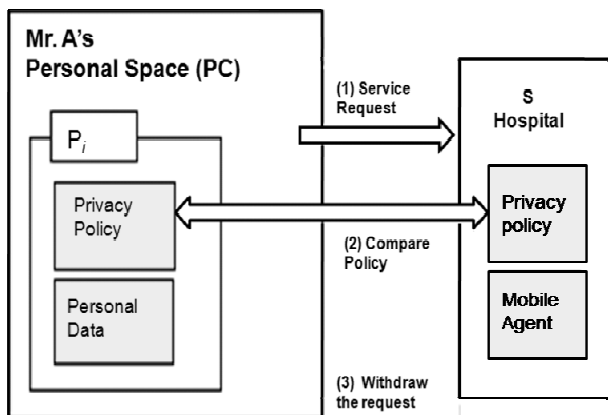 Mr. A's
Personal Space (PC)
(1) Service
Request
S
Hospital
Pi
Privacy
Policy
Privacy
policy
(2) Compare
Policy
Personal
Data
Mobile
Agent
(3) Withdraw
the request